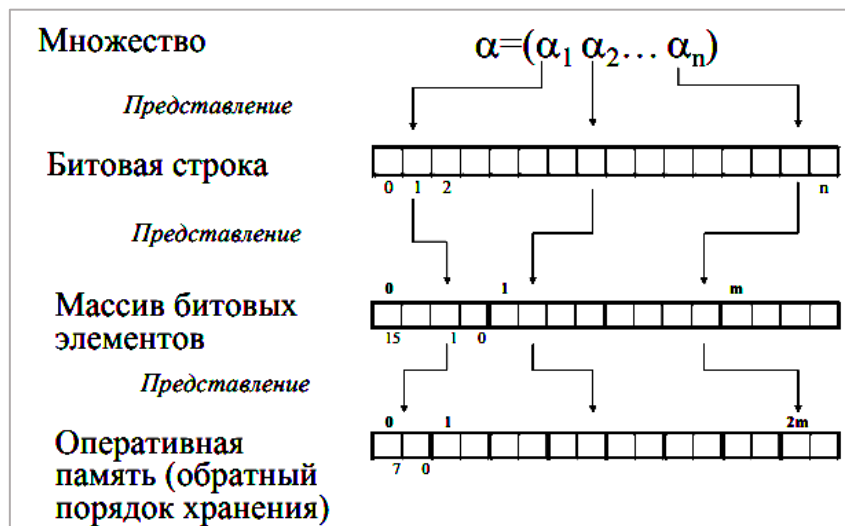 Множество
α=(α1 α2... αn)
Представление
Битовая строка
0 1 2 n
Представление
0 1 m
Массив битовых
элементов
15 1 0
Представление
0 1 2m
Оперативная
память (обратный
порядок хранения)
7 0